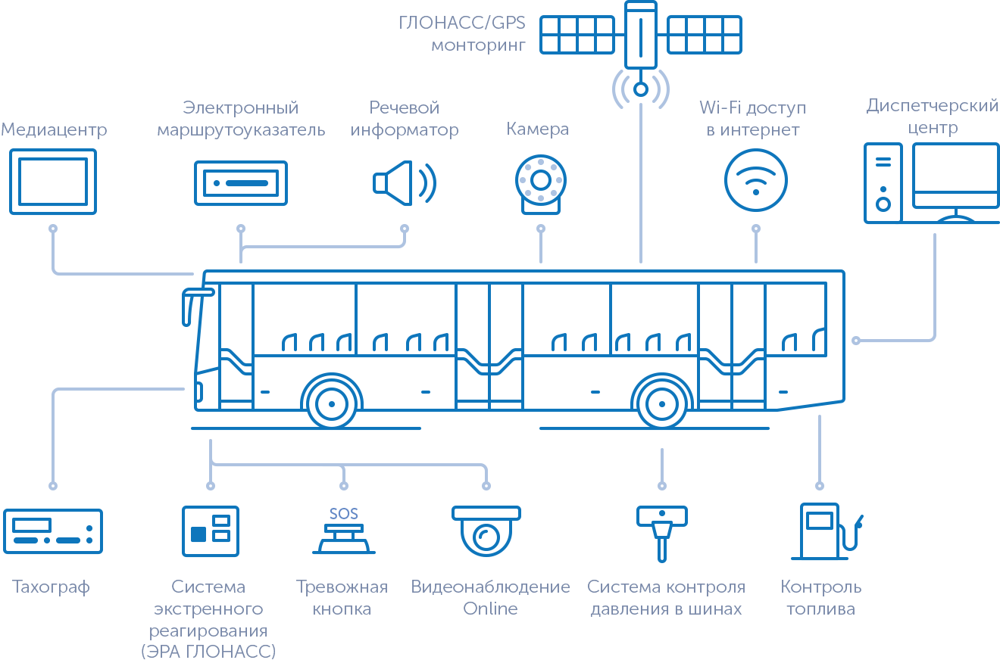 ГЛОНАСС/GPS
монторинг
Медиацентр
Электронный
маршрутоуказатель
Речевой
информатор
Камера
Wi-Fi доступ
в интернет
Диспетчерский
центр
SOS
Тахограф
Система
экстренного
реагирования
(ЭРА ГЛОНАСС)
Тревожная
кнопка
Видеонаблюдение
Online
Система контроля
давления в шинах
Контроль
топлива